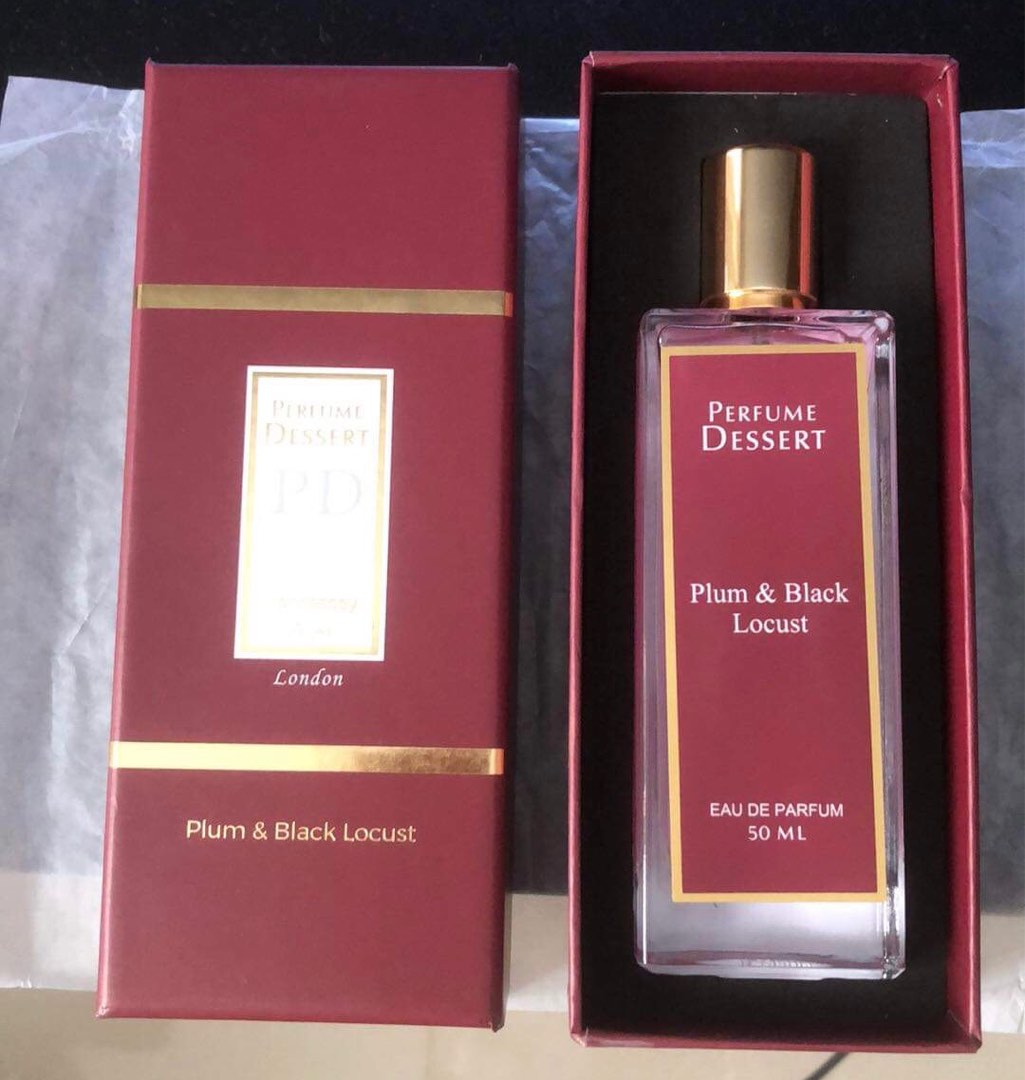 PERFUME
DESSERT
PD
London
Plum & Black Locust
PERFUME
DESSERT
Plum & Black
Locust
EAU DE PARFUM
50 ML